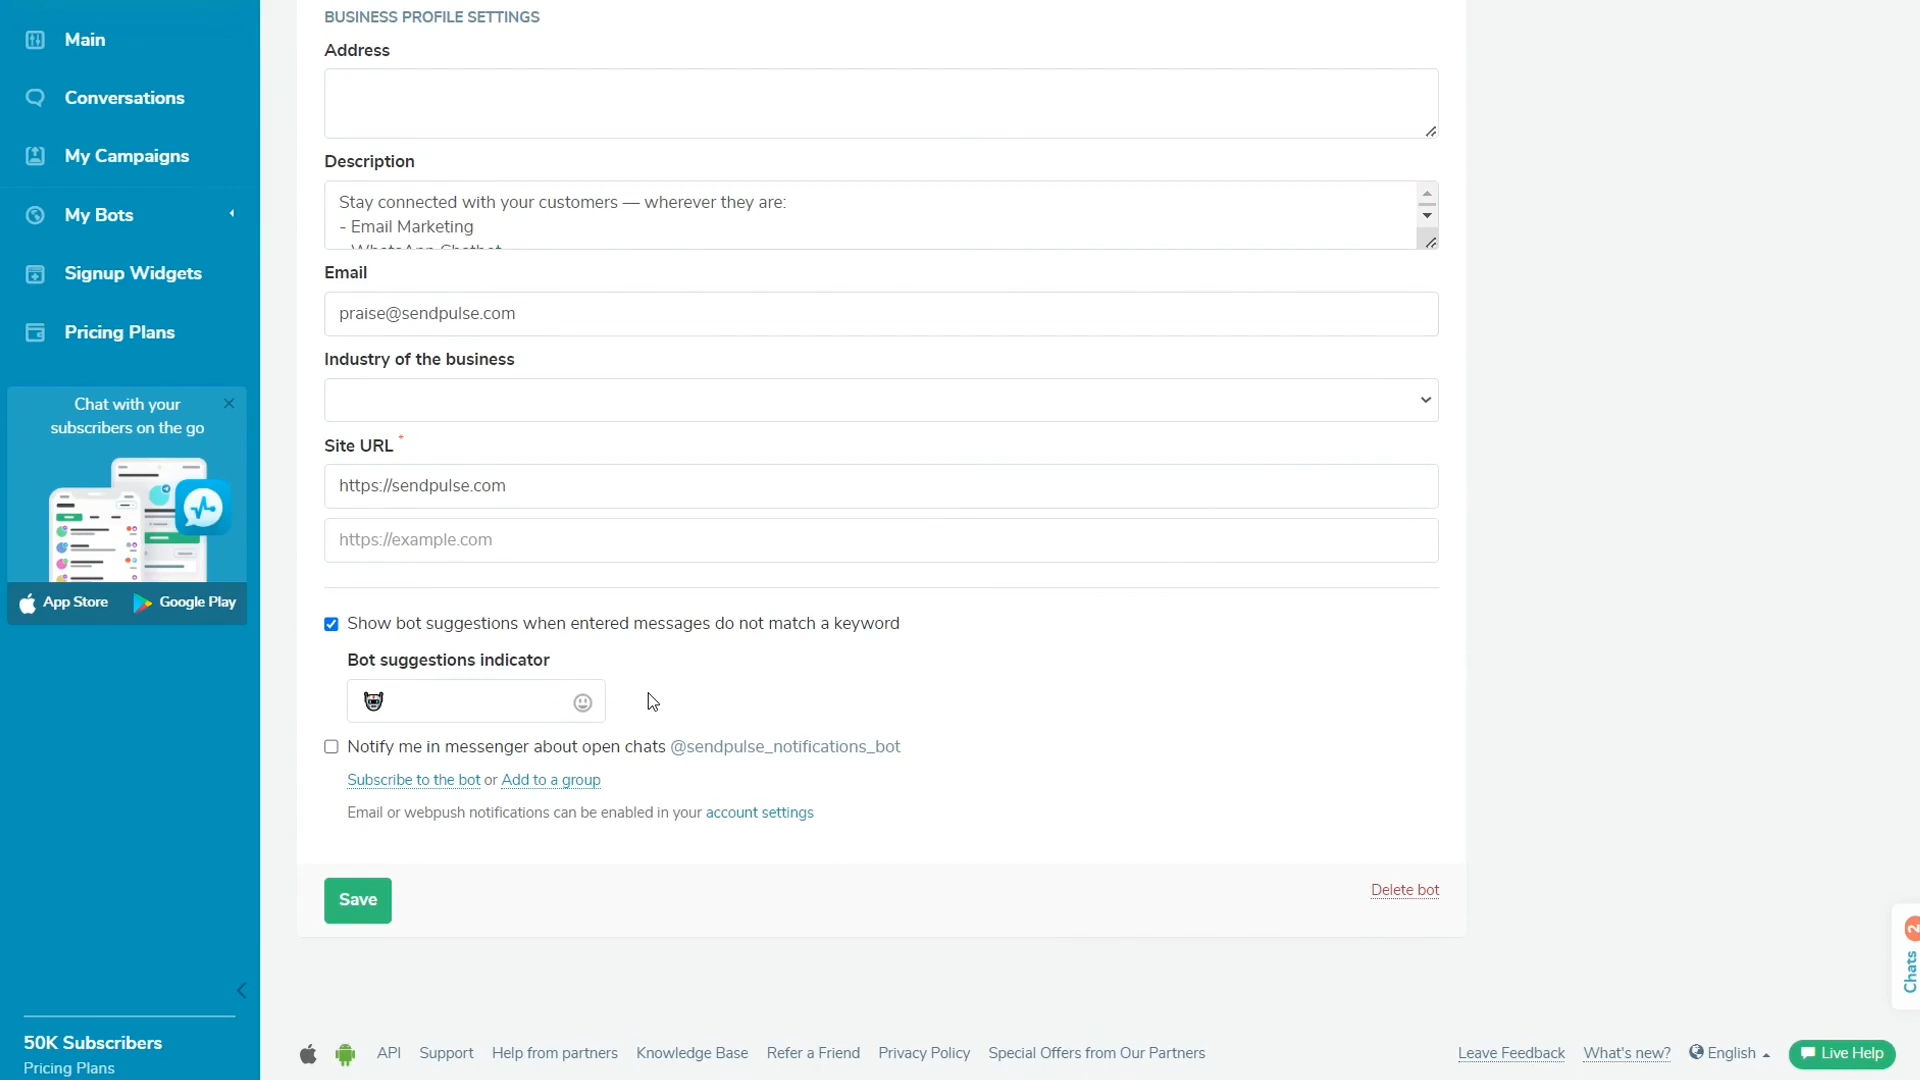 Main
Conversations
My Campaigns
My Bots
Signup Widgets
Pricing Plans
Chat with your
subscribers on the go
App Store
Google Play
50K Subscribers
Pricing Plans
BUSINESS PROFILE SETTINGS
Address
Description
Stay connected with your customers — wherever they are:
- Email Marketing
- WhatsApp Chatbot
Email
praise@sendpulse.com
Industry of the business
Site URL *
https://sendpulse.com
https://example.com
Show bot suggestions when entered messages do not match a keyword
Bot suggestions indicator
Notify me in messenger about open chats @sendpulse_notifications_bot
Subscribe to the bot or Add to a group
Email or webpush notifications can be enabled in your account settings
Save
Delete bot
Chats 2
API
Support
Help from partners
Knowledge Base
Refer a Friend
Privacy Policy
Special Offers from Our Partners
Leave Feedback
What's new?
English
Live Help